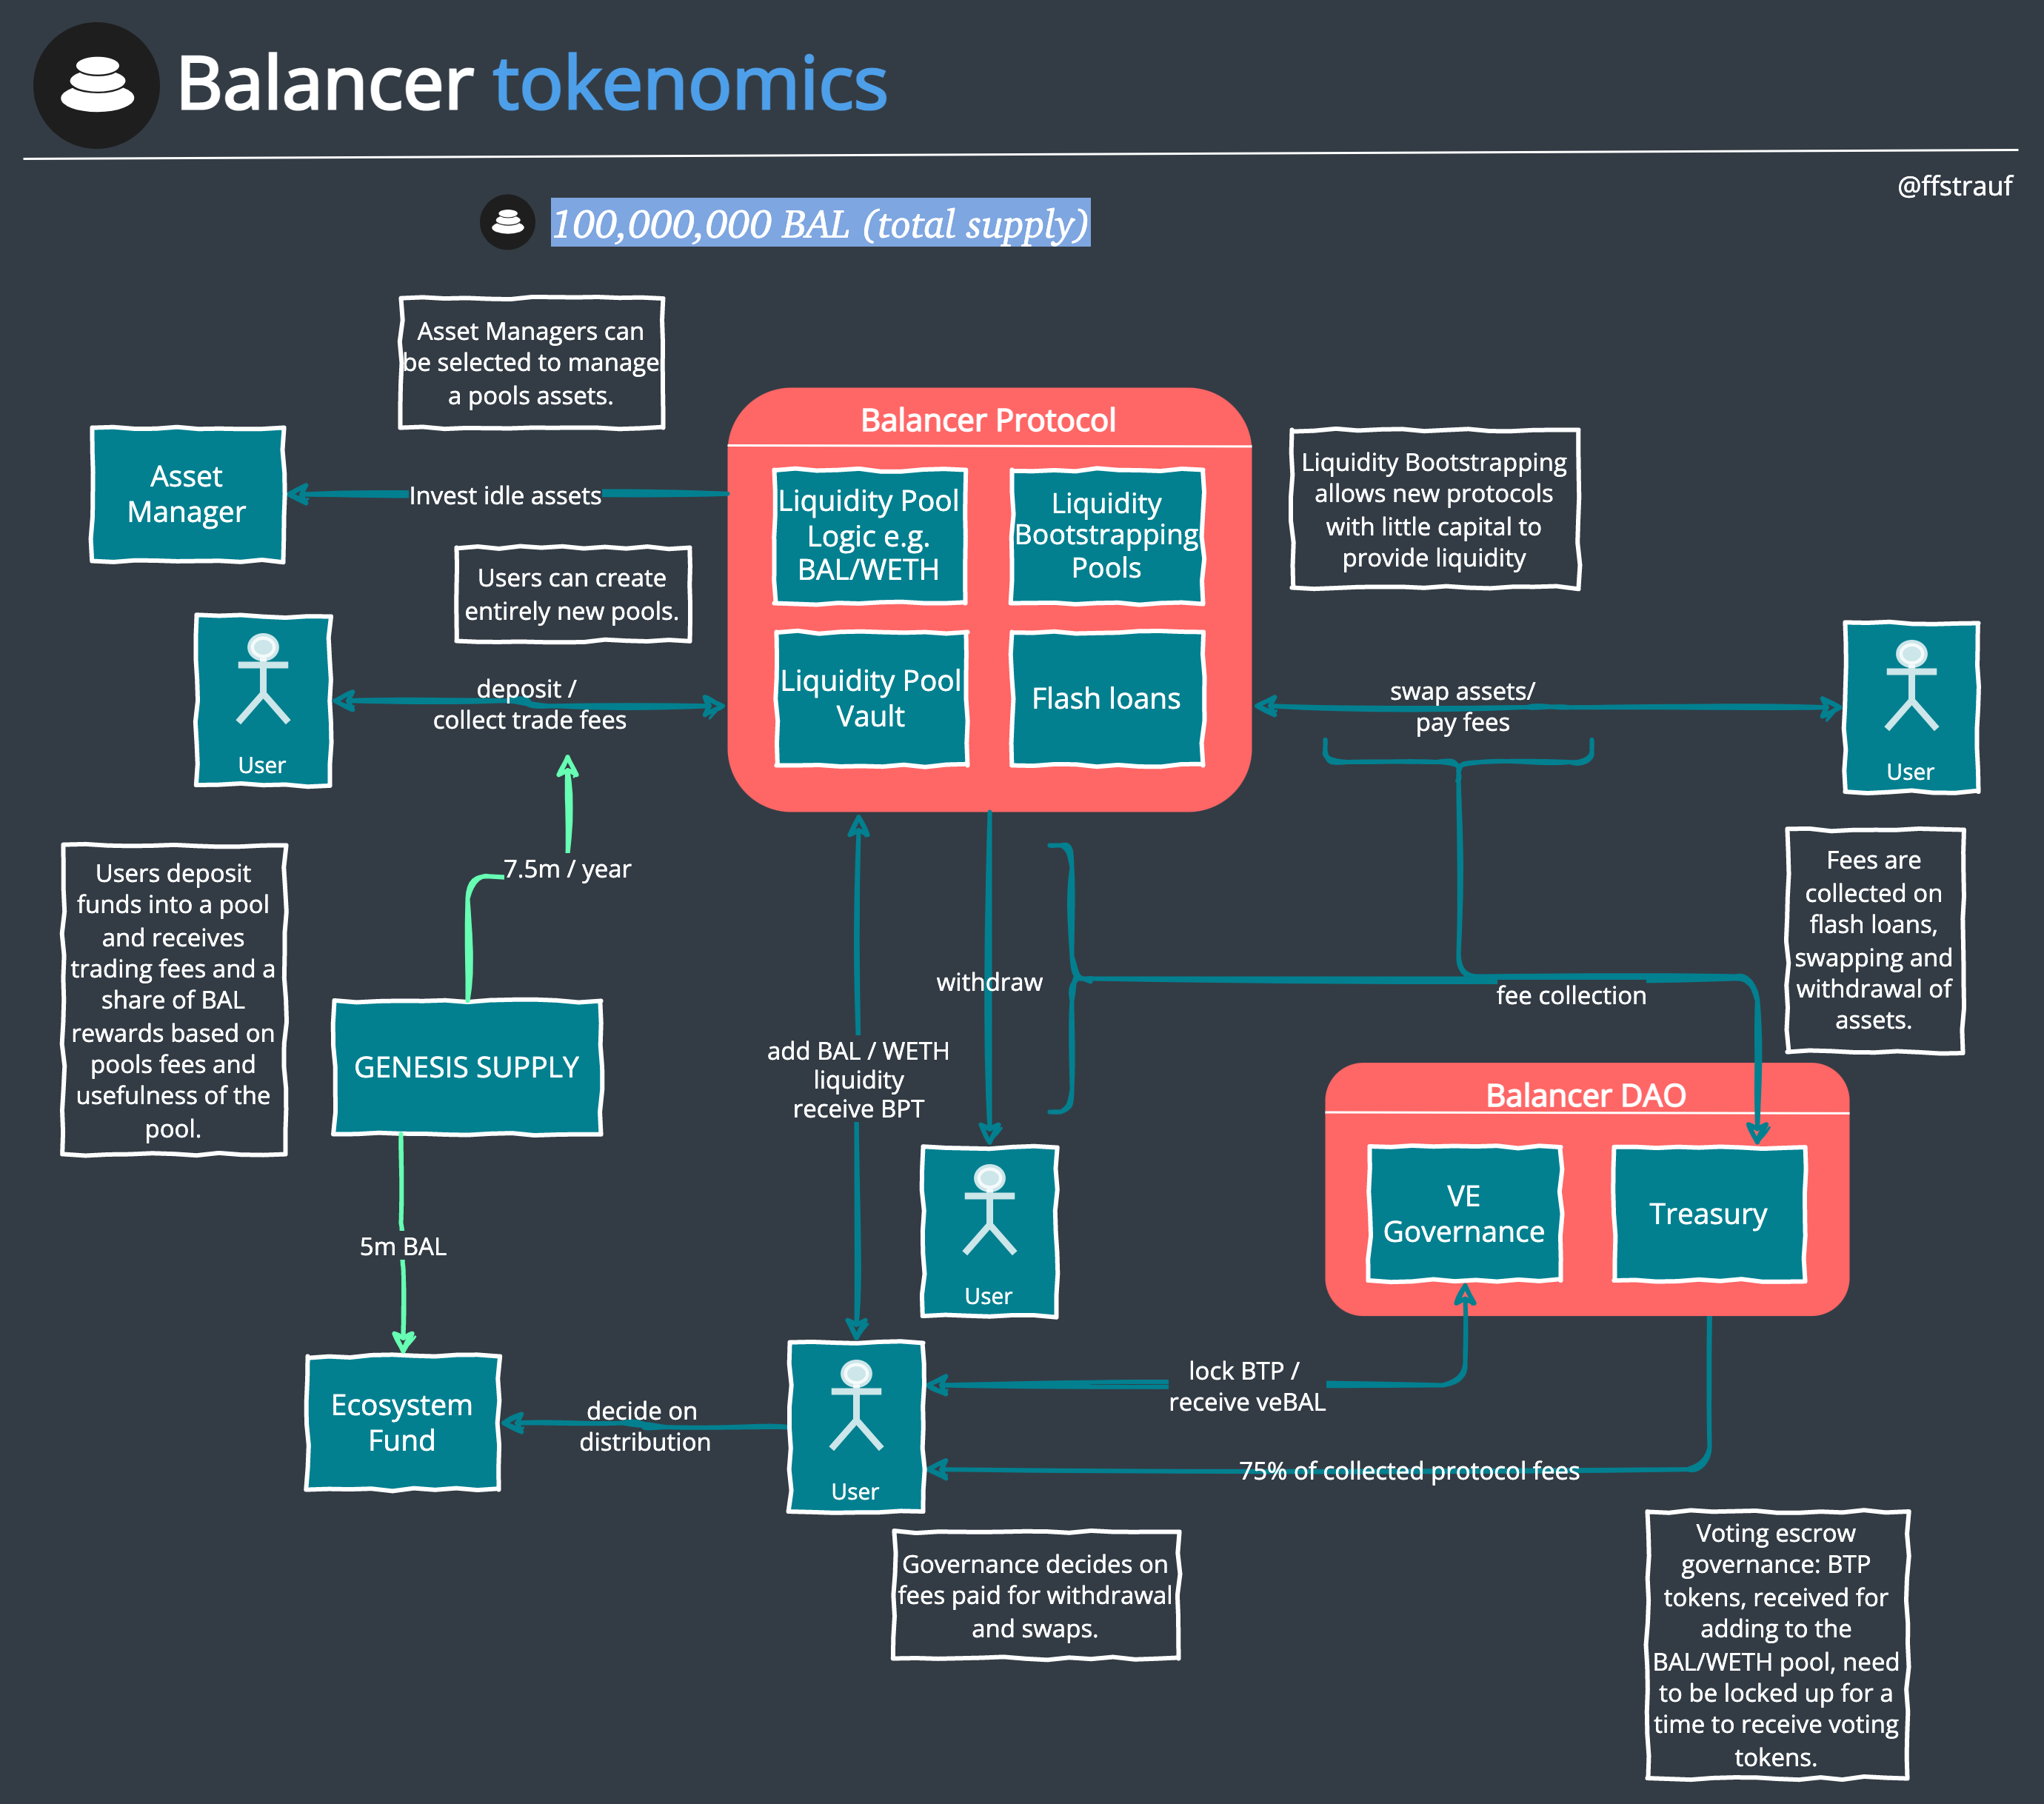 Balancer tokenomics
@ffstrauf
100,000,000 BAL (total supply)
Asset Managers can
be selected to manage
a pools assets.
Balancer Protocol
Liquidity Pool
Logic e.g.
BAL/WETH
Liquidity
Bootstrapping
Pools
Liquidity Pool
Vault
Flash loans
Liquidity Bootstrapping
allows new protocols
with little capital to
provide liquidity
Asset
Manager
Invest idle assets
Users can create
entirely new pools.
User
deposit /
collect trade fees
swap assets/
pay fees
User
7.5m / year
Users deposit
funds into a pool
and receives
trading fees and a
share of BAL
rewards based on
pools fees and
usefulness of the
pool.
Fees are
collected on
flash loans,
swapping and
withdrawal of
assets.
withdraw
fee collection
GENESIS SUPPLY
add BAL / WETH
liquidity
receive BPT
Balancer DAO
VE
Governance
Treasury
5m BAL
User
Ecosystem
Fund
decide on
distribution
User
lock BTP /
receive veBAL
75% of collected protocol fees
Governance decides on
fees paid for withdrawal
and swaps.
Voting escrow
governance: BTP
tokens, received for
adding to the
BAL/WETH pool, need
to be locked up for a
time to receive voting
tokens.